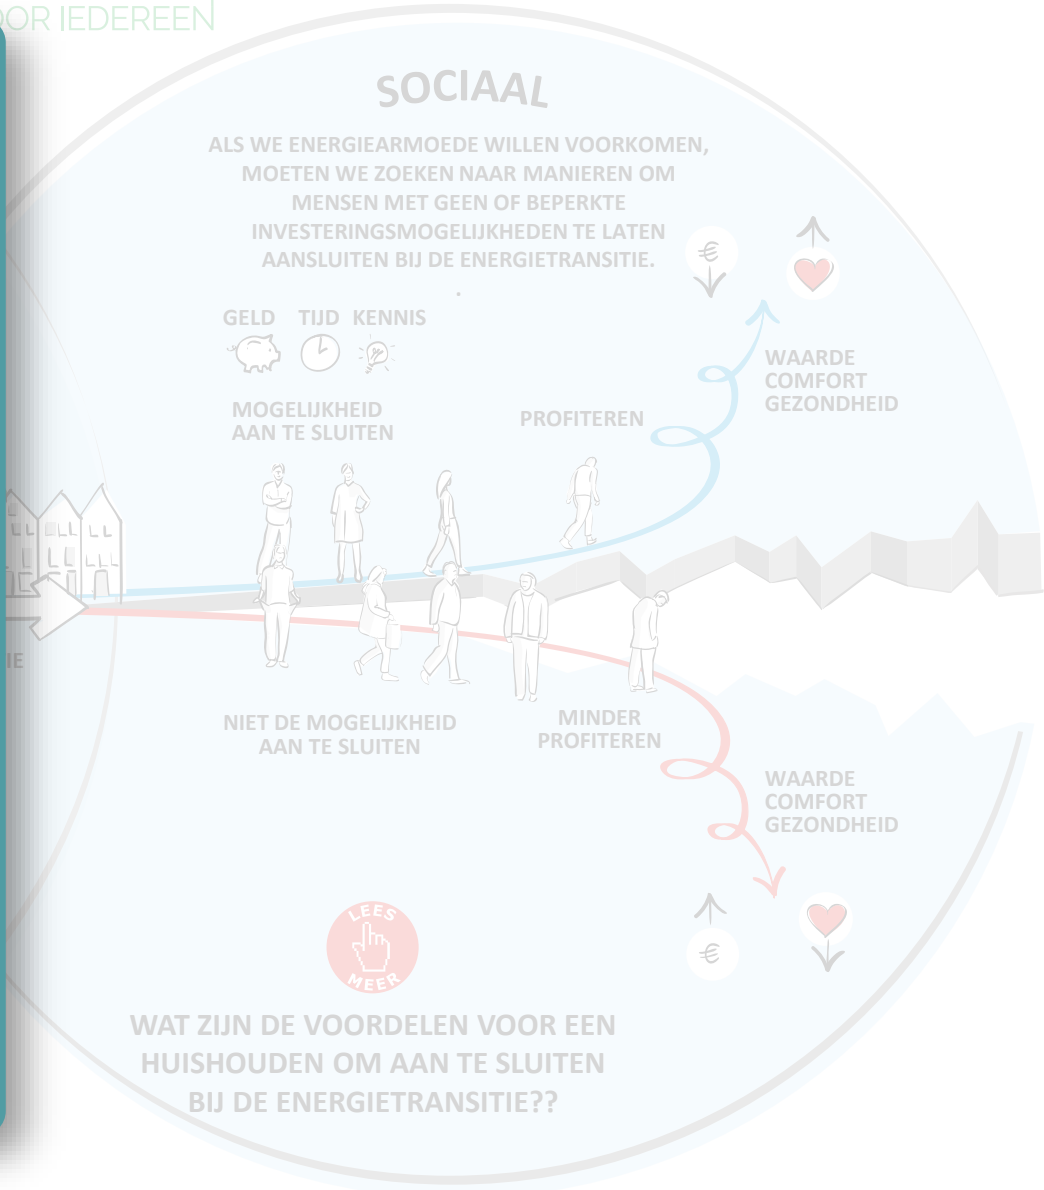 OOR IEDEREEN
SOCIAAL
ALS WE ENERGIEARMOEDE WILLEN VOORKOMEN,
MOETEN WE ZOEKEN NAAR MANIEREN OM
MENSEN MET GEEN OF BEPERKTE
INVESTERINGSMOGELIJKHEDEN TE LATEN
AANSLUITEN BIJ DE ENERGIETRANSITIE.
.
€
GELD TIJD KENNIS
WAARDE
COMFORT
GEZONDHEID
MOGELIJKHEID
AAN TE SLUITEN
PROFITEREN
IE
NIET DE MOGELIJKHEID
AAN TE SLUITEN
MINDER
PROFITEREN
WAARDE
COMFORT
GEZONDHEID
€
LEES
MEER
WAT ZIJN DE VOORDELEN VOOR EEN
HUISHOUDEN OM AAN TE SLUITEN
BIJ DE ENERGIETRANSITIE??